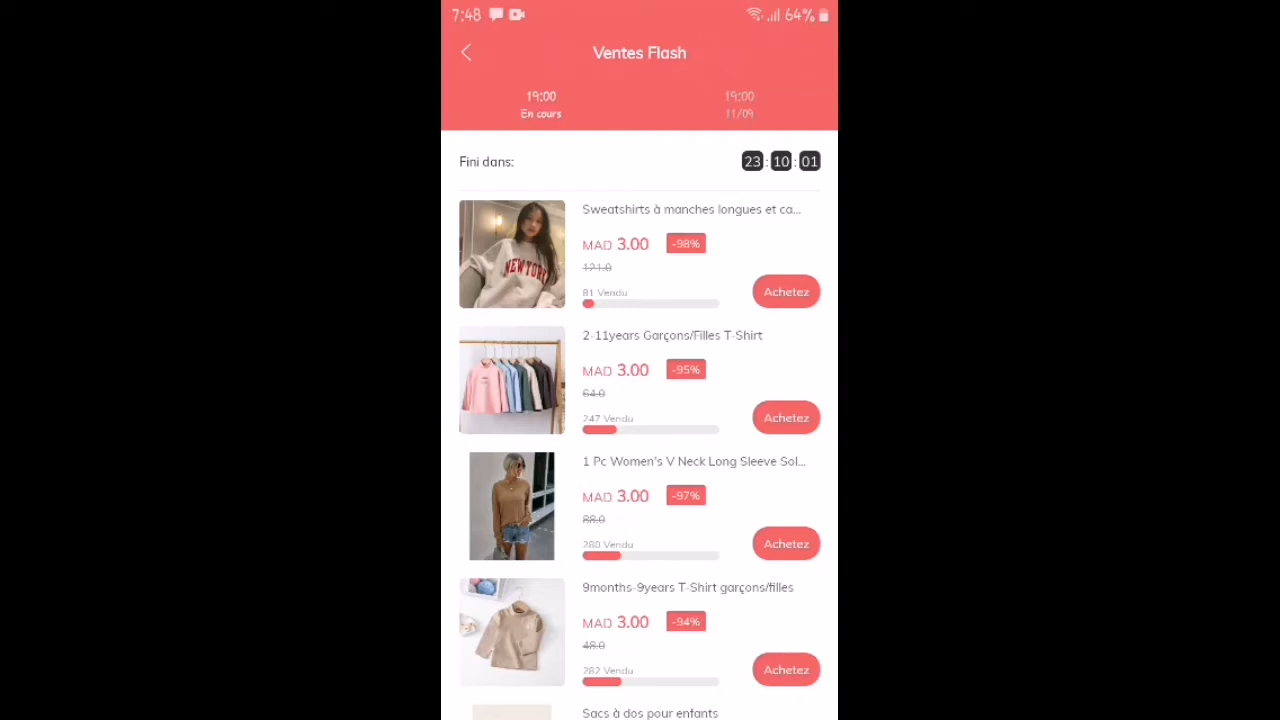 7:48 64%
Ventes Flash
19:00 19:00
En cours 11/09
Fini dans: 23:10:01
Sweatshirts à manches longues et ca...
MAD 3.00 -98%
121.0
81 Vendu
Achetez
NEW YORK
2-11years Garçons/Filles T-Shirt
MAD 3.00 -95%
64.0
247 Vendu
Achetez
1 Pc Women's V Neck Long Sleeve Sol...
MAD 3.00 -97%
88.0
280 Vendu
Achetez
9months-9years T-Shirt garçons/filles
MAD 3.00 -94%
48.0
282 Vendu
Achetez
Sacs à dos pour enfants